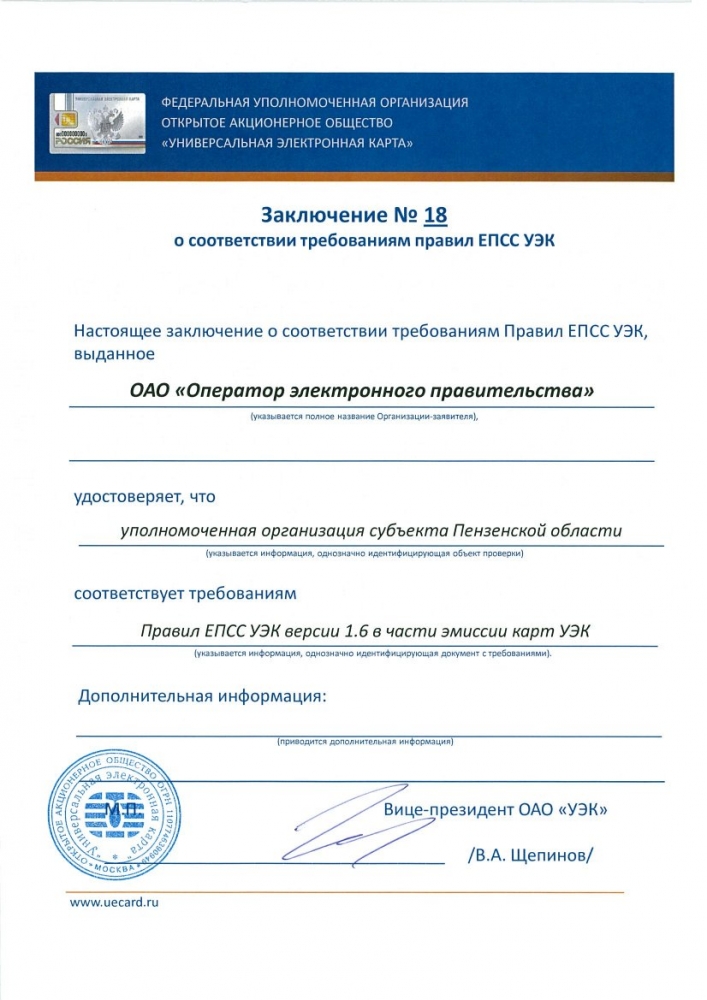 ФЕДЕРАЛЬНАЯ УПОЛНОМОЧЕННАЯ ОРГАНИЗАЦИЯ
ОТКРЫТОЕ АКЦИОНЕРНОЕ ОБЩЕСТВО
«УНИВЕРСАЛЬНАЯ ЭЛЕКТРОННАЯ КАРТА»
РОССИЯ
Заключение № 18
о соответствии требованиям правил ЕПСС УЭК
Настоящее заключение о соответствии требованиям Правил ЕПСС УЭК,
выданное
ОАО «Оператор электронного правительства»
(указывается полное название Организации-заявителя),
удостоверяет, что
уполномоченная организация субъекта Пензенской области
(указывается информация, однозначно идентифицирующая объект проверки)
соответствует требованиям
Правил ЕПСС УЭК версии 1.6 в части эмиссии карт УЭК
(указывается информация, однозначно идентифицирующая документ с требованиями).
Дополнительная информация:
(приводится дополнительная информация)
ОТКРЫТОЕ АКЦИОНЕРНОЕ ОБЩЕСТВО ОГРН
"Универсальная электронная карта"
МОСКВА
М.П.
Вице-президент ОАО «УЭК»
/В.А. Щепинов/
www.uecard.ru